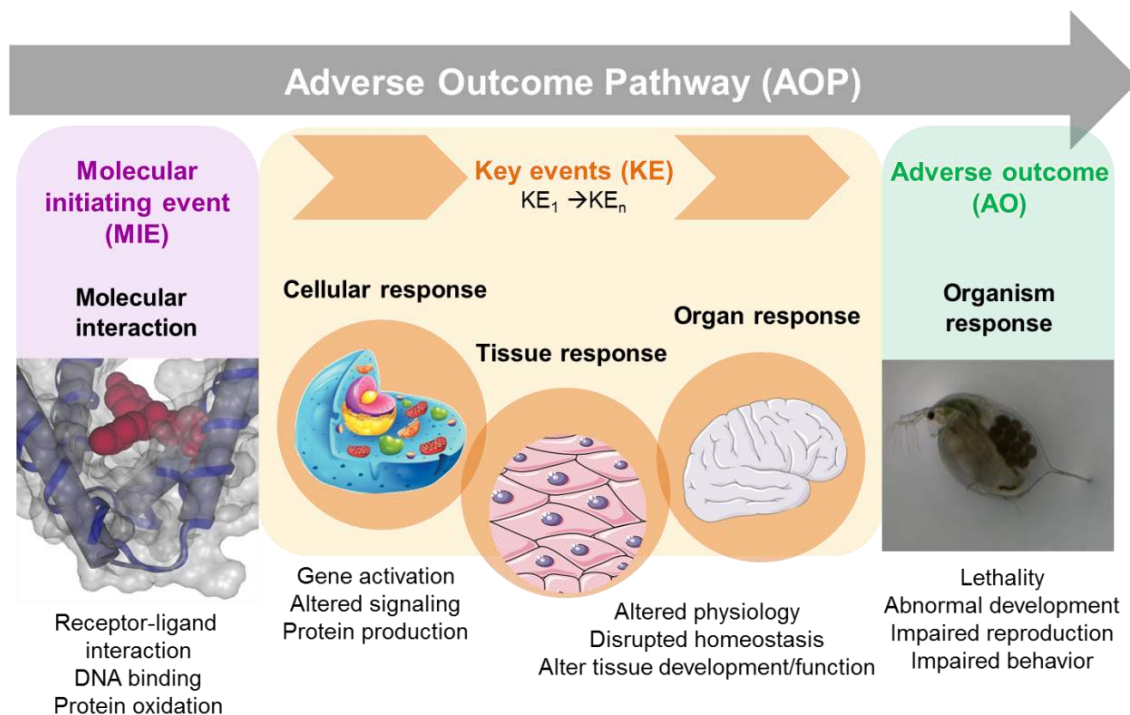 Adverse Outcome Pathway (AOP)
Molecular
initiating event
(MIE)
Molecular
interaction
Receptor-ligand
interaction
DNA binding
Protein oxidation
Key events (KE)
KE₁ →KEₙ
Cellular response
Tissue response
Organ response
Gene activation
Altered signaling
Protein production
Altered physiology
Disrupted homeostasis
Alter tissue development/function
Adverse outcome
(AO)
Organism
response
Lethality
Abnormal development
Impaired reproduction
Impaired behavior